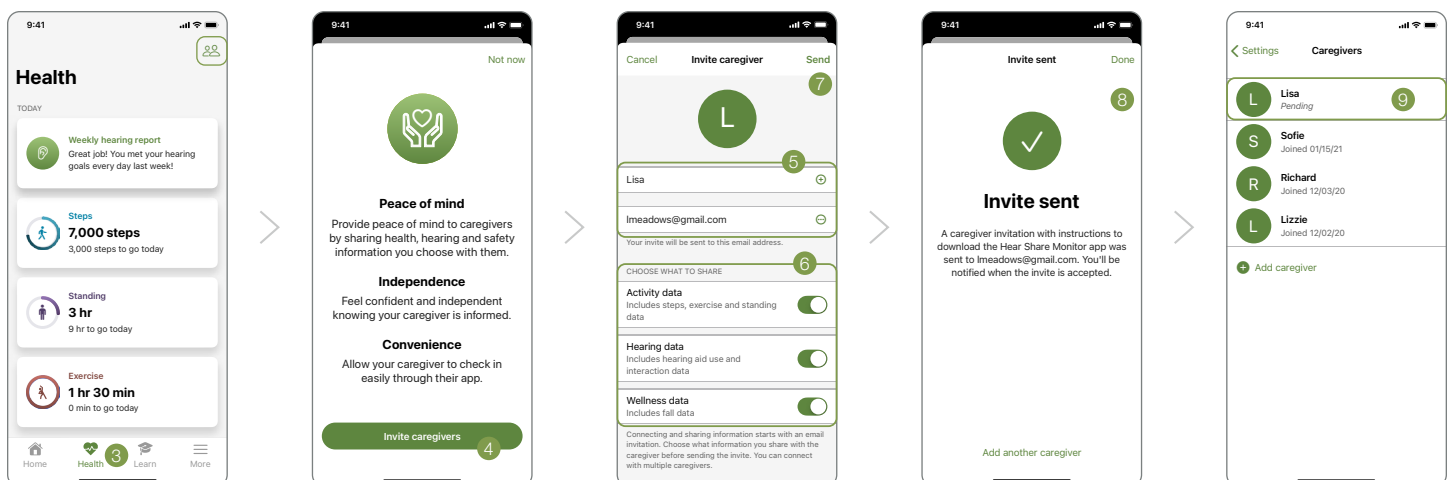 9:41
Health
TODAY
Weekly hearing report
Great job! You met your hearing
goals every day last week!
Steps
7,000 steps
3,000 steps to go today
Standing
3 hr
9 hr to go today
Exercise
1 hr 30 min
0 min to go today
Home
Health
3
Learn
More
9:41
Not now
Peace of mind
Provide peace of mind to caregivers
by sharing health, hearing and safety
information you choose with them.
Independence
Feel confident and independent
knowing your caregiver is informed.
Convenience
Allow your caregiver to check in
easily through their app.
Invite caregivers
4
9:41
Cancel
Invite caregiver
Send
7
L
5
Lisa
lmeadows@gmail.com
Your invite will be sent to this email address.
6
CHOOSE WHAT TO SHARE
Activity data
Includes steps, exercise and standing
data
Hearing data
Includes hearing aid use and
interaction data
Wellness data
Includes fall data
Connecting and sharing information starts with an email
invitation. Choose what information you share with the
caregiver before sending the invite. You can connect
with multiple caregivers.
9:41
Invite sent
Done
8
Invite sent
A caregiver invitation with instructions to
download the Hear Share Monitor app was
sent to lmeadows@gmail.com. You'll be
notified when the invite is accepted.
Add another caregiver
9:41
Settings
Caregivers
L
Lisa
Pending
9
S
Sofie
Joined 01/15/21
R
Richard
Joined 12/03/20
L
Lizzie
Joined 12/02/20
Add caregiver